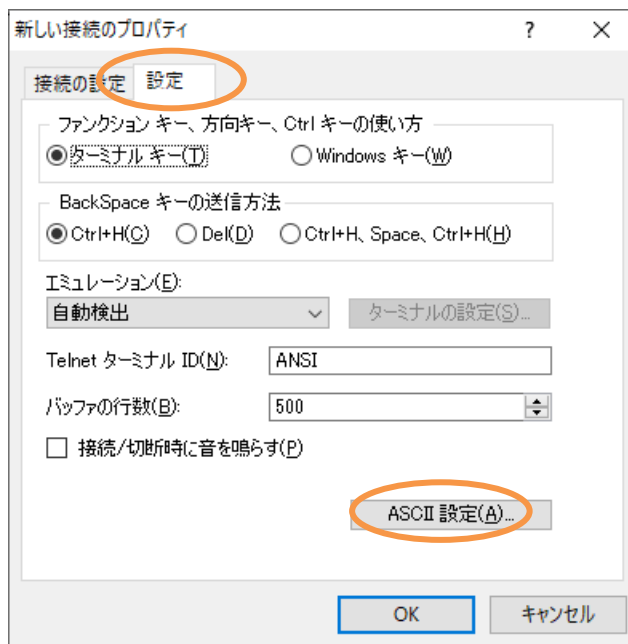 新しい接続のプロパティ ? ×
接続の設定 設定
ファンクション キー、方向キー、Ctrl キーの使い方
ターミナル キー(T) Windows キー(W)
BackSpace キーの送信方法
Ctrl+H(C) Del(D) Ctrl+H、Space、Ctrl+H(H)
エミュレーション(E):
自動検出 ターミナルの設定(S)...
Telnet ターミナル ID(N): ANSI
バッファの行数(B): 500
接続/切断時に音を鳴らす(P)
ASCII 設定(A)...
OK キャンセル